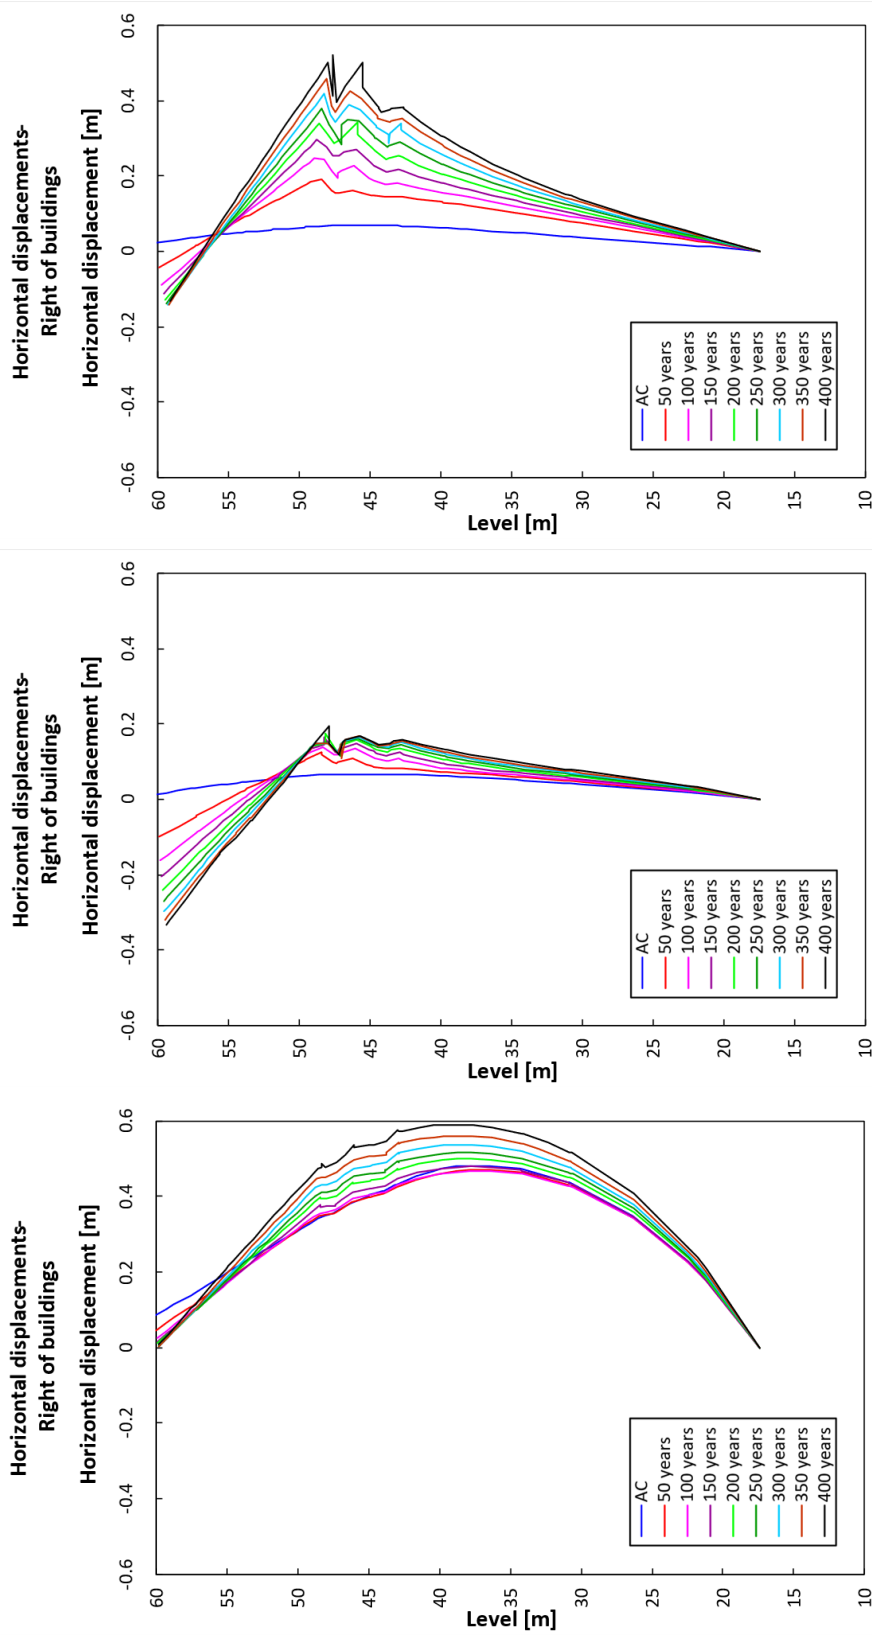 Horizontal displacements-
Right of buildings
Horizontal displacement [m]
-0.6 -0.4 -0.2 0 0.2 0.4 0.6
60
55
50
45
40
35
30
25
20
15
10
Level [m]
AC
50 years
100 years
150 years
200 years
250 years
300 years
350 years
400 years
Horizontal displacements-
Right of buildings
Horizontal displacement [m]
-0.6 -0.4 -0.2 0 0.2 0.4 0.6
60
55
50
45
40
35
30
25
20
15
10
Level [m]
AC
50 years
100 years
150 years
200 years
250 years
300 years
350 years
400 years
Horizontal displacements-
Right of buildings
Horizontal displacement [m]
-0.6 -0.4 -0.2 0 0.2 0.4 0.6
60
55
50
45
40
35
30
25
20
15
10
Level [m]
AC
50 years
100 years
150 years
200 years
250 years
300 years
350 years
400 years